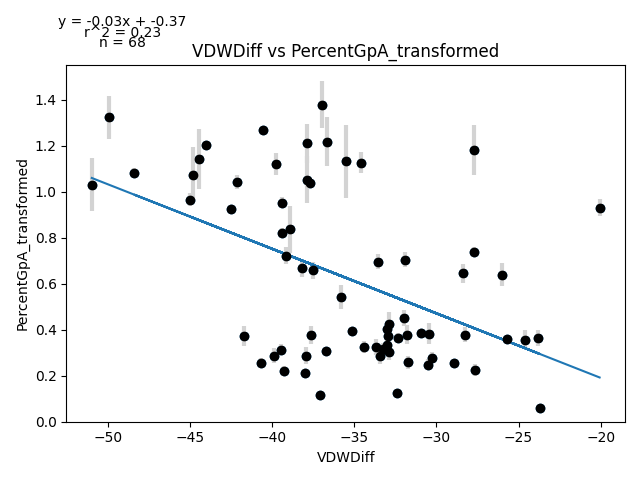 y = -0.03x + -0.37
r^2 = 0.23
n = 68
VDWDiff vs PercentGpA_transformed
PercentGpA_transformed
1.4
1.2
1.0
0.8
0.6
0.4
0.2
0.0
−50
−45
−40
−35
−30
−25
−20
VDWDiff